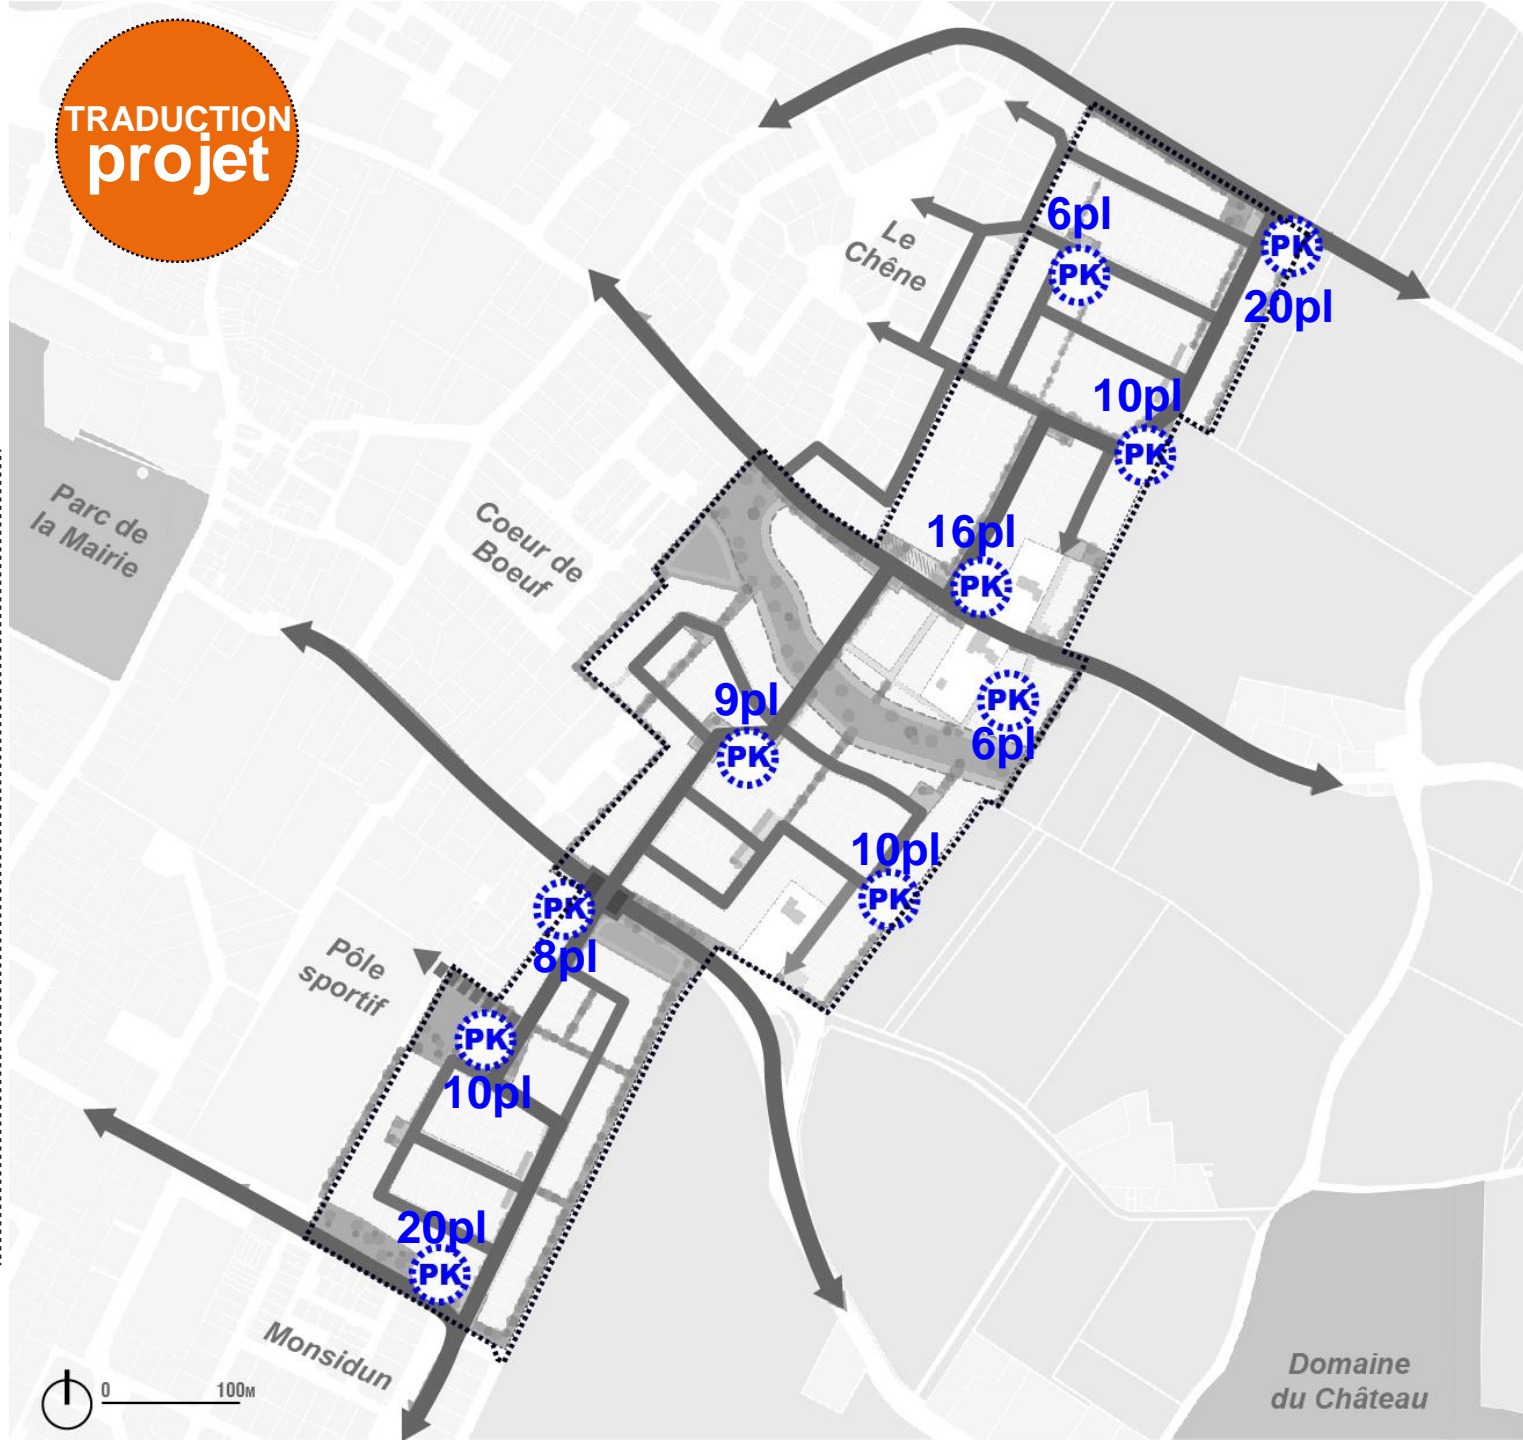 TRADUCTION
projet
6pl
PK
Le
Chêne
PK
20pl
10pl
PK
Parc de
la Mairie
Coeur de
Boeuf
16pl
PK
9pl
PK
PK
6pl
10pl
PK
PK
8pl
Pôle
sportif
PK
10pl
20pl
PK
Monsidun
Domaine
du Château
0 100M